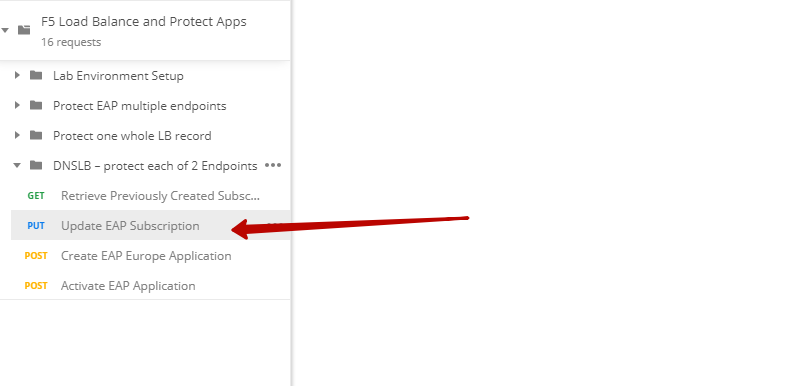 F5 Load Balance and Protect Apps
16 requests
Lab Environment Setup
Protect EAP multiple endpoints
Protect one whole LB record
DNSLB – protect each of 2 Endpoints
GET Retrieve Previously Created Subsc...
PUT Update EAP Subscription
POST Create EAP Europe Application
POST Activate EAP Application